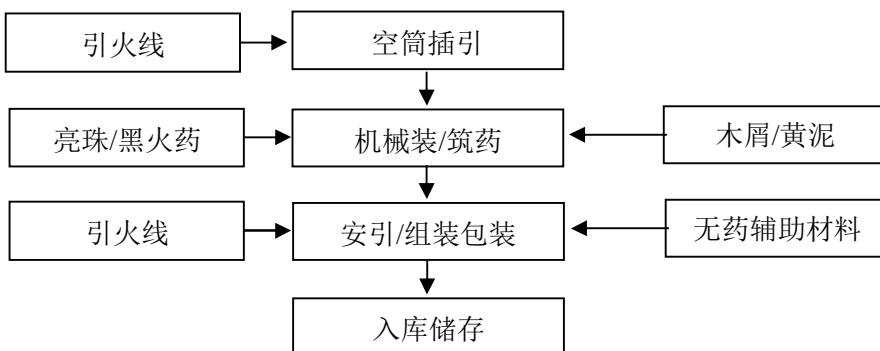 引火线
空筒插引
亮珠/黑火药
机械装/筑药
木屑/黄泥
引火线
安引/组装包装
无药辅助材料
入库储存